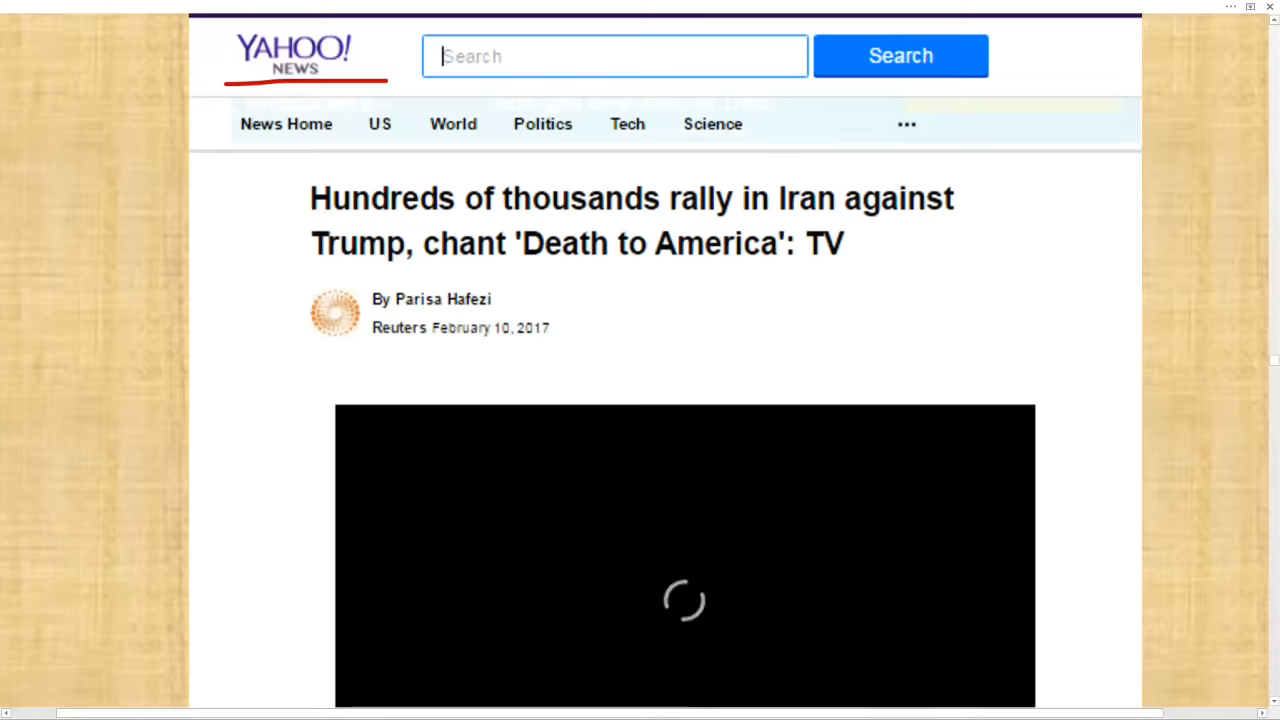 YAHOO!
NEWS
Search
Search
News Home US World Politics Tech Science
Hundreds of thousands rally in Iran against
Trump, chant 'Death to America': TV
By Parisa Hafezi
Reuters February 10, 2017